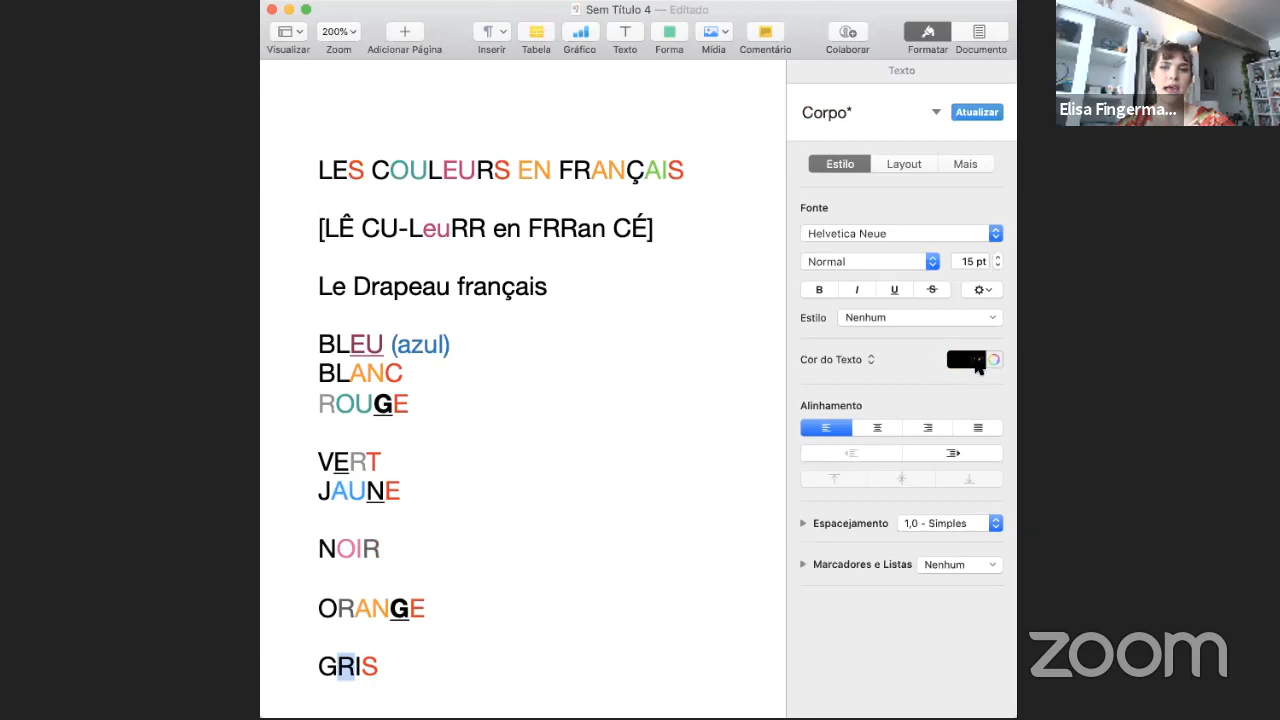 Sem Título 4 — Editado
200%
Visualizar
Zoom
Adicionar Página
Inserir
Tabela
Gráfico
Texto
Forma
Mídia
Comentário
Colaborar
Formatar
Documento
Texto
Corpo*
Atualizar
Estilo
Layout
Mais
Fonte
Helvetica Neue
Normal
15 pt
B I U S
Estilo
Nenhum
Cor do Texto
Alinhamento
Espaçejamento
1,0 - Simples
Marcadores e Listas
Nenhum
LES COULEURS EN FRANÇAIS
[LÊ CU-LeuRR en FRRan CÉ]
Le Drapeau français
BLEU (azul)
BLANC
ROUGE
VERT
JAUNE
NOIR
ORANGE
GRIS
Elisa Fingerma...
zoom